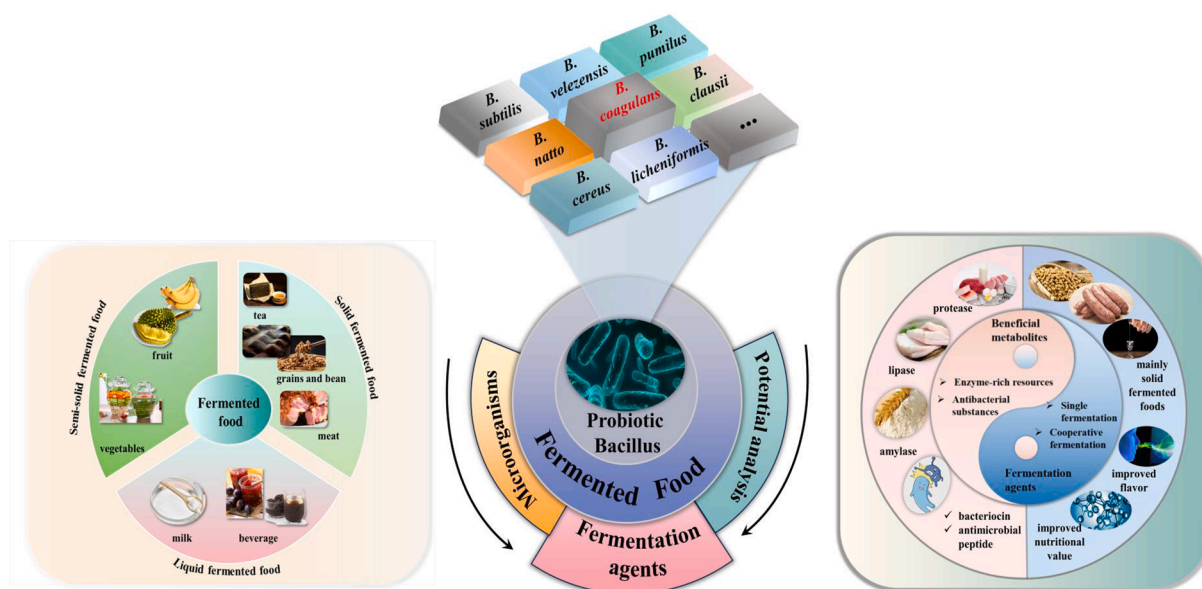 B.
pumilus
B.
velezensis
B.
clausii
B.
coagulans
B.
subtilis
•••
B.
natto
B.
licheniformis
B.
cereus
Semi-solid fermented food
Solid fermented food
Liquid fermented food
Fermented
food
fruit
vegetables
tea
grains and bean
meat
milk
beverage
Probiotic
Bacillus
Fermented Food
Microorganisms
Fermentation
agents
Potential analysis
protease
lipase
amylase
✓ bacteriocin
✓ antimicrobial
peptide
Beneficial
metabolites
➢ Enzyme-rich resources
➢ Antibacterial
substances
➢ Single
fermentation
➢ Cooperative
fermentation
Fermentation
agents
mainly
solid
fermented
foods
improved
flavor
improved
nutritional
value